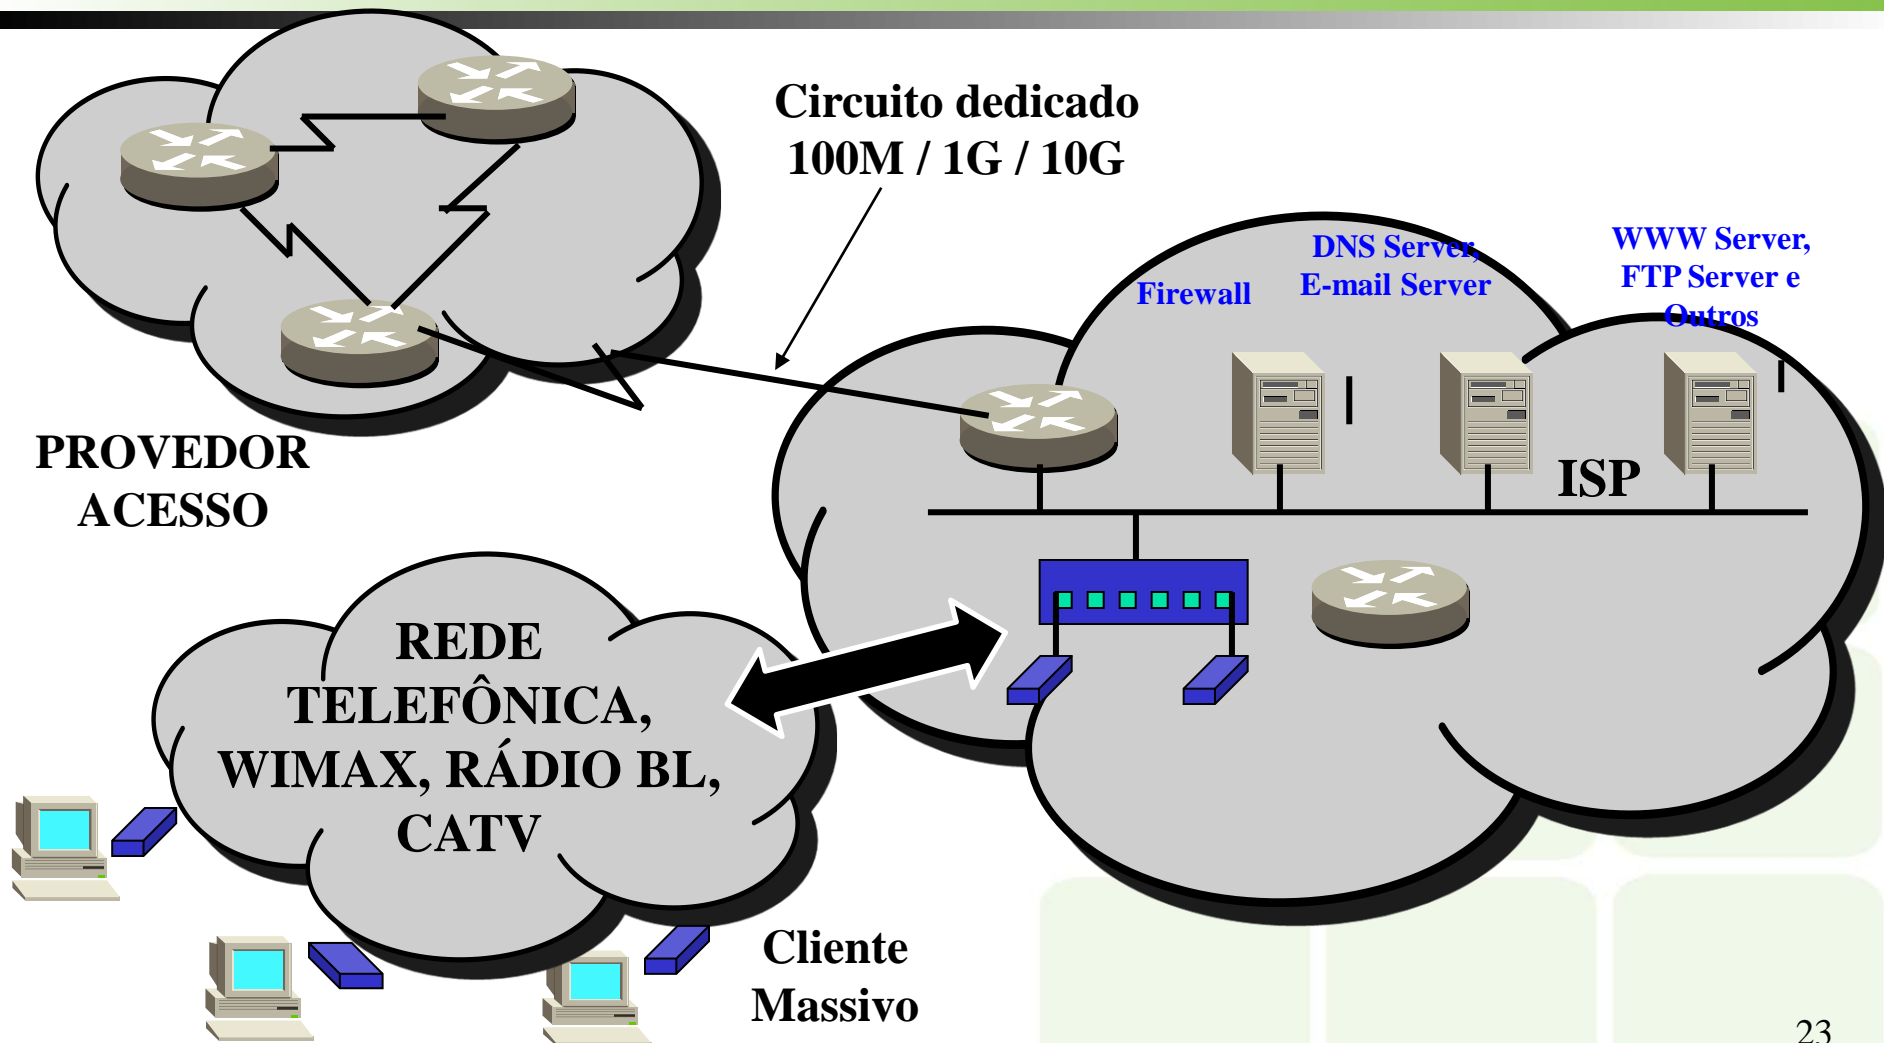 Circuito dedicado
100M / 1G / 10G
DNS Server,
E-mail Server
WWW Server,
FTP Server e
Outros
Firewall
PROVEDOR
ACESSO
ISP
REDE
TELEFÔNICA,
WIMAX, RÁDIO BL,
CATV
Cliente
Massivo
23